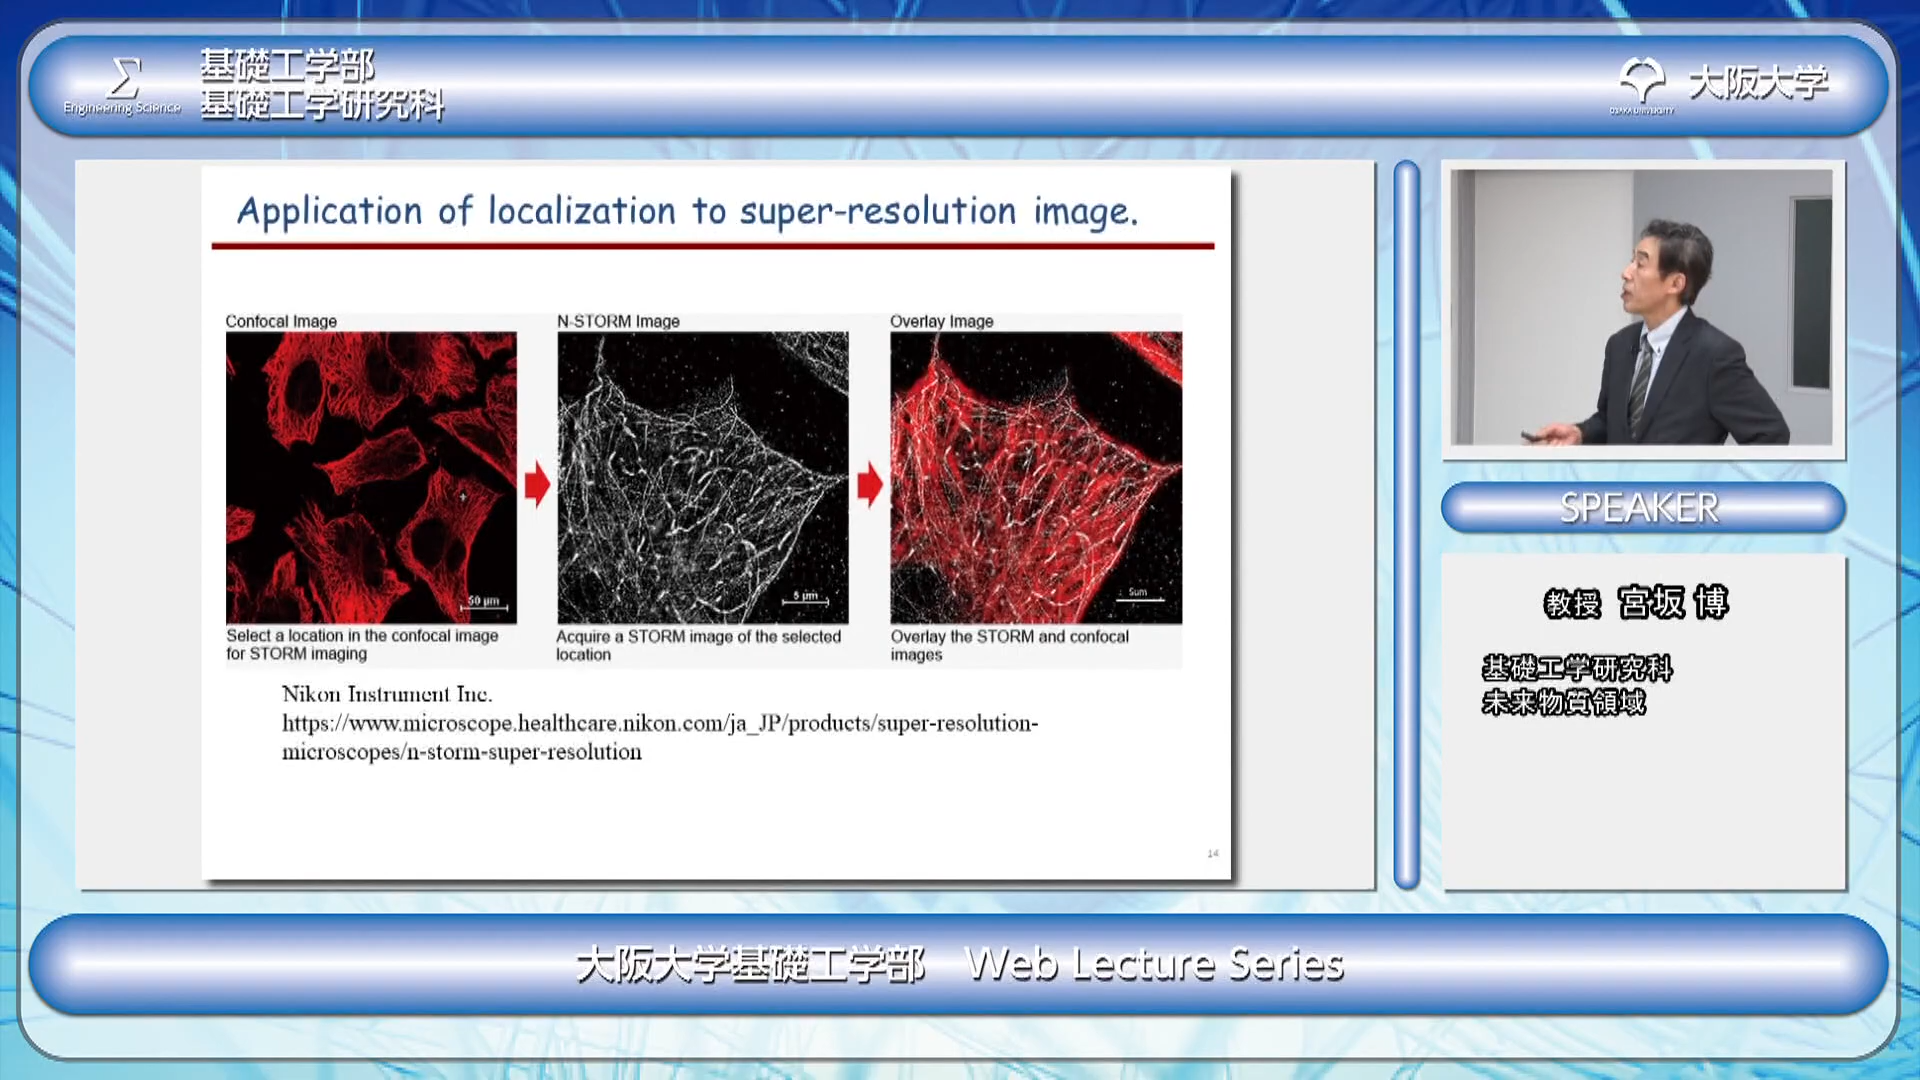 Engineering Science
基礎工学部
基礎工学研究科
OSAKA UNIVERSITY
大阪大学
Application of localization to super-resolution image.
Confocal Image
N-STORM Image
Overlay Image
50 μm
5 μm
5um
Select a location in the confocal image
for STORM imaging
Acquire a STORM image of the selected
location
Overlay the STORM and confocal
images
Nikon Instrument Inc.
https://www.microscope.healthcare.nikon.com/ja_JP/products/super-resolution-
microscopes/n-storm-super-resolution
14
SPEAKER
教授 宮坂 博
基礎工学研究科
未来物質領域
大阪大学基礎工学部 Web Lecture Series